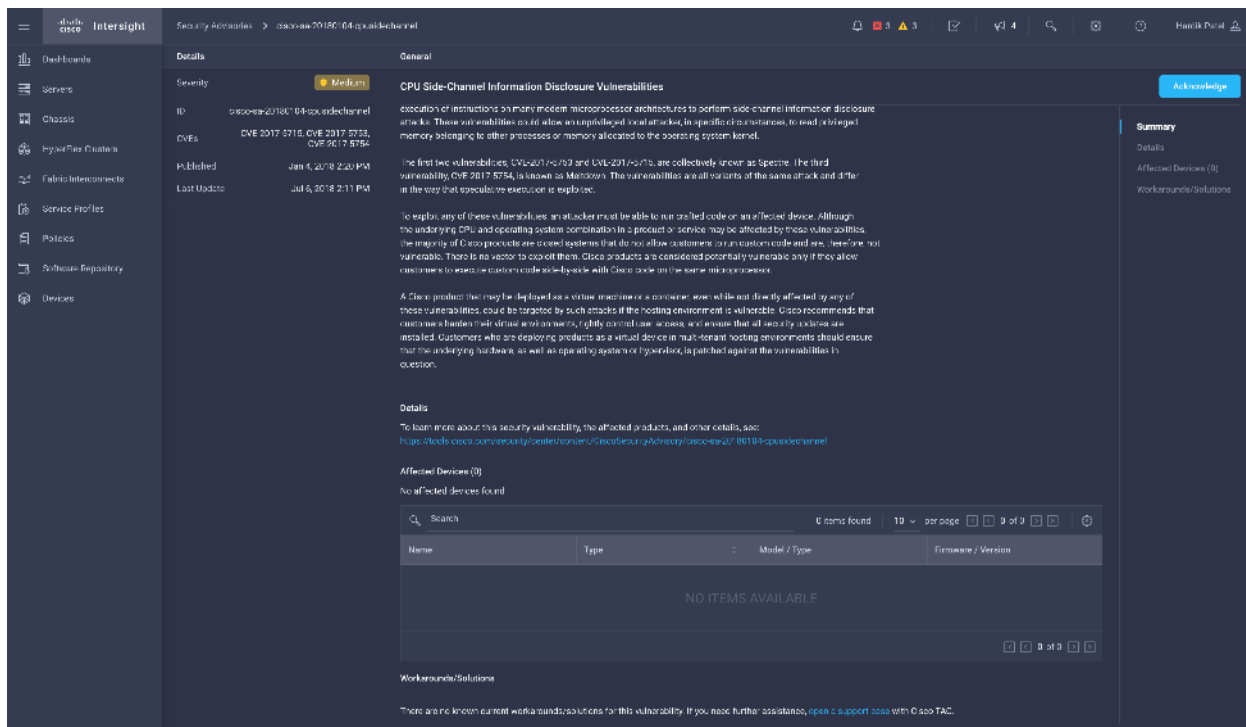 cisco Intersight
Security Advisories > cisco-sa-20180104-cpusidechannel
3 3
4
Hardik Patel
Dashboards
Servers
Chassis
HyperFlex Clusters
Fabric Interconnects
Service Profiles
Policies
Software Repository
Devices
Details
Severity Medium
ID cisco-sa-20180104-cpusidechannel
CVEs CVE-2017-5715, CVE-2017-5753,
CVE-2017-5754
Published Jan 4, 2018 2:20 PM
Last Update Jul 6, 2018 2:11 PM
General
CPU Side-Channel Information Disclosure Vulnerabilities
Acknowledge
execution of instructions on many modern microprocessor architectures to perform side-channel information disclosure
attacks. These vulnerabilities could allow an unprivileged local attacker, in specific circumstances, to read privileged
memory belonging to other processes or memory allocated to the operating system kernel.
The first two vulnerabilities, CVE-2017-5753 and CVE-2017-5715, are collectively known as Spectre. The third
vulnerability, CVE-2017-5754, is known as Meltdown. The vulnerabilities are all variants of the same attack and differ
in the way that speculative execution is exploited.
To exploit any of these vulnerabilities, an attacker must be able to run crafted code on an affected device. Although
the underlying CPU and operating system combination in a product or service may be affected by these vulnerabilities,
the majority of Cisco products are closed systems that do not allow customers to run custom code and are, therefore, not
vulnerable. There is no vector to exploit them. Cisco products are considered potentially vulnerable only if they allow
customers to execute custom code side-by-side with Cisco code on the same microprocessor.
A Cisco product that may be deployed as a virtual machine or a container, even while not directly affected by any of
these vulnerabilities, could be targeted by such attacks if the hosting environment is vulnerable. Cisco recommends that
customers harden their virtual environments, tightly control user access, and ensure that all security updates are
installed. Customers who are deploying products as a virtual device in multi-tenant hosting environments should ensure
that the underlying hardware, as well as operating system or hypervisor, is patched against the vulnerabilities in
question.
Details
To learn more about this security vulnerability, the affected products, and other details, see:
https://tools.cisco.com/security/center/content/CiscoSecurityAdvisory/cisco-sa-20180104-cpusidechannel
Affected Devices (0)
No affected devices found
Search
0 items found 10 per page 0 of 0
Name Type Model / Type Firmware / Version
NO ITEMS AVAILABLE
0 of 0
Workarounds/Solutions
There are no known current workarounds/solutions for this vulnerability. If you need further assistance, open a support case with Cisco TAC.
Summary
Details
Affected Devices (0)
Workarounds/Solutions